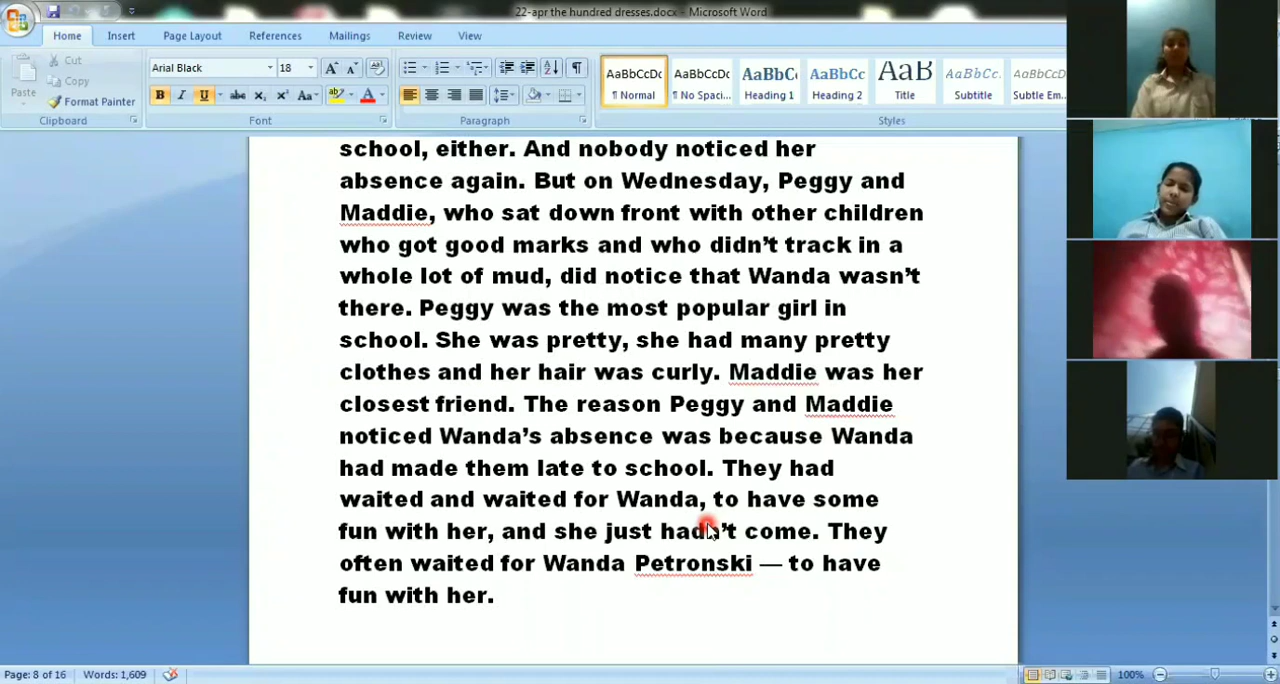 22-apr the hundred dresses.docx - Microsoft Word
Home Insert Page Layout References Mailings Review View
Cut
Copy
Paste
Format Painter
Clipboard
Arial Black 18
Font
Paragraph
AaBbCcDc AaBbCcDc AaBbC AaBbCc AaB AaBbCc. AaBbCcD
¶ Normal ¶ No Spaci... Heading 1 Heading 2 Title Subtitle Subtle Em...
Styles
school, either. And nobody noticed her
absence again. But on Wednesday, Peggy and
Maddie, who sat down front with other children
who got good marks and who didn’t track in a
whole lot of mud, did notice that Wanda wasn’t
there. Peggy was the most popular girl in
school. She was pretty, she had many pretty
clothes and her hair was curly. Maddie was her
closest friend. The reason Peggy and Maddie
noticed Wanda’s absence was because Wanda
had made them late to school. They had
waited and waited for Wanda, to have some
fun with her, and she just hadn’t come. They
often waited for Wanda Petronski — to have
fun with her.
Page: 8 of 16 Words: 1,609 100%